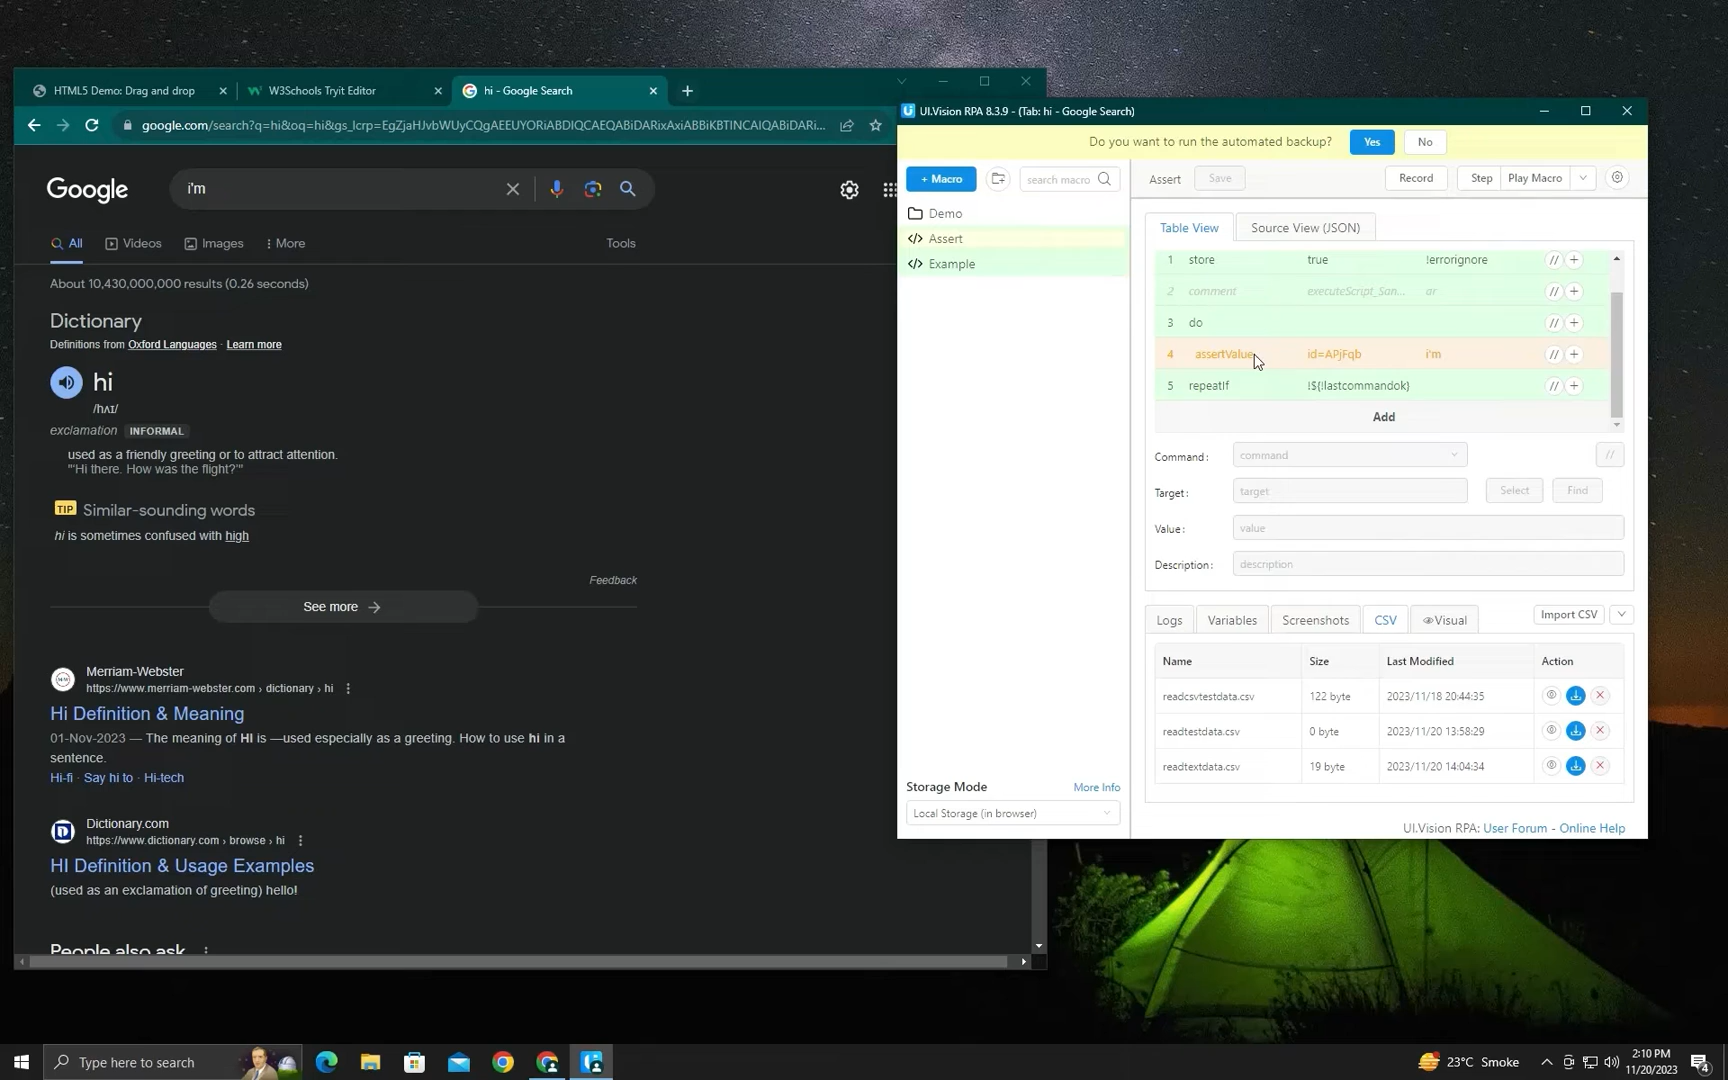 HTML5 Demo: Drag and drop
W3Schools Tryit Editor
hi - Google Search
google.com/search?q=hi&oq=hi&gs_lcrp=EgZjaHJvbWUyCQgAEEUYORiABDIQCAEQABiDARixAxiABBiKBTINCAIQABiDARi...
Google
i'm
All
Videos
Images
More
Tools
About 10,430,000,000 results (0.26 seconds)
Dictionary
Definitions from Oxford Languages · Learn more
hi
/hʌɪ/
exclamation INFORMAL
used as a friendly greeting or to attract attention.
"'Hi there. How was the flight?'"
TIP Similar-sounding words
hi is sometimes confused with high
Feedback
See more →
Merriam-Webster
https://www.merriam-webster.com › dictionary › hi
Hi Definition & Meaning
01-Nov-2023 — The meaning of HI is —used especially as a greeting. How to use hi in a
sentence.
Hi-fi · Say hi to · Hi-tech
Dictionary.com
https://www.dictionary.com › browse › hi
HI Definition & Usage Examples
(used as an exclamation of greeting) hello!
People also ask
UI.Vision RPA 8.3.9 - (Tab: hi - Google Search)
Do you want to run the automated backup?
Yes
No
+ Macro
search macro
Assert
Save
Record
Step
Play Macro
Demo
Assert
Example
Table View
Source View (JSON)
1 store true !errorignore // +
2 comment executeScript_San... ar // +
3 do // +
4 assertValue id=APjFqb i'm // +
5 repeatIf !${!lastcommandok} // +
Add
Command: command //
Target: target Select Find
Value: value
Description: description
Logs
Variables
Screenshots
CSV
Visual
Import CSV
Name Size Last Modified Action
readcsvtestdata.csv 122 byte 2023/11/18 20:44:35
readtestdata.csv 0 byte 2023/11/20 13:58:29
readtextdata.csv 19 byte 2023/11/20 14:04:34
Storage Mode
More Info
Local Storage (in browser)
UI.Vision RPA: User Forum - Online Help
Type here to search
23°C Smoke
2:10 PM
11/20/2023
4